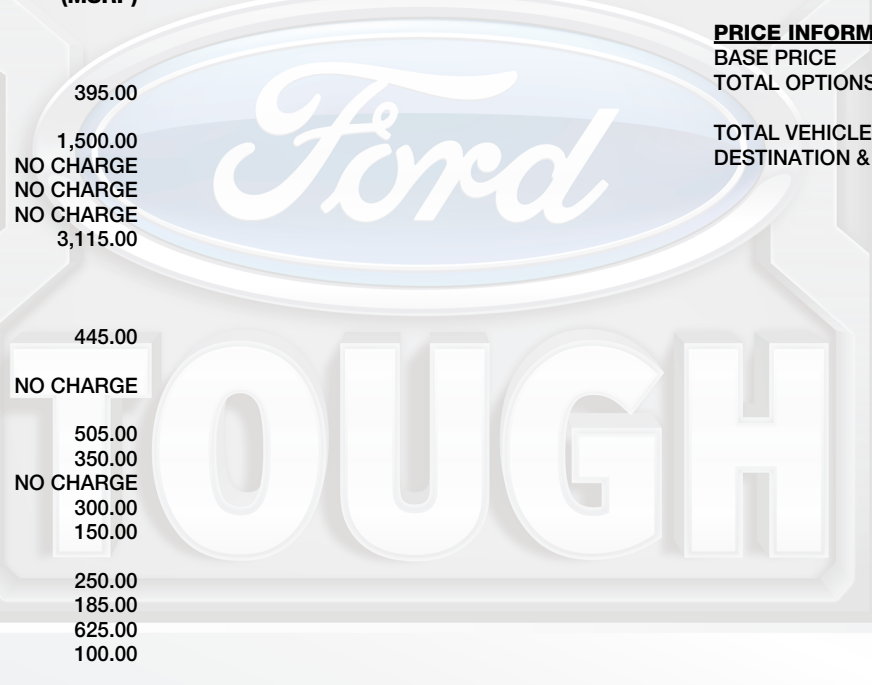 (MSRP)
395.00
1,500.00
NO CHARGE
NO CHARGE
NO CHARGE
3,115.00
445.00
NO CHARGE
505.00
350.00
NO CHARGE
300.00
150.00
250.00
185.00
625.00
100.00
PRICE INFORM
BASE PRICE
TOTAL OPTIONS
TOTAL VEHICLE
DESTINATION &
Ford
TOUGH